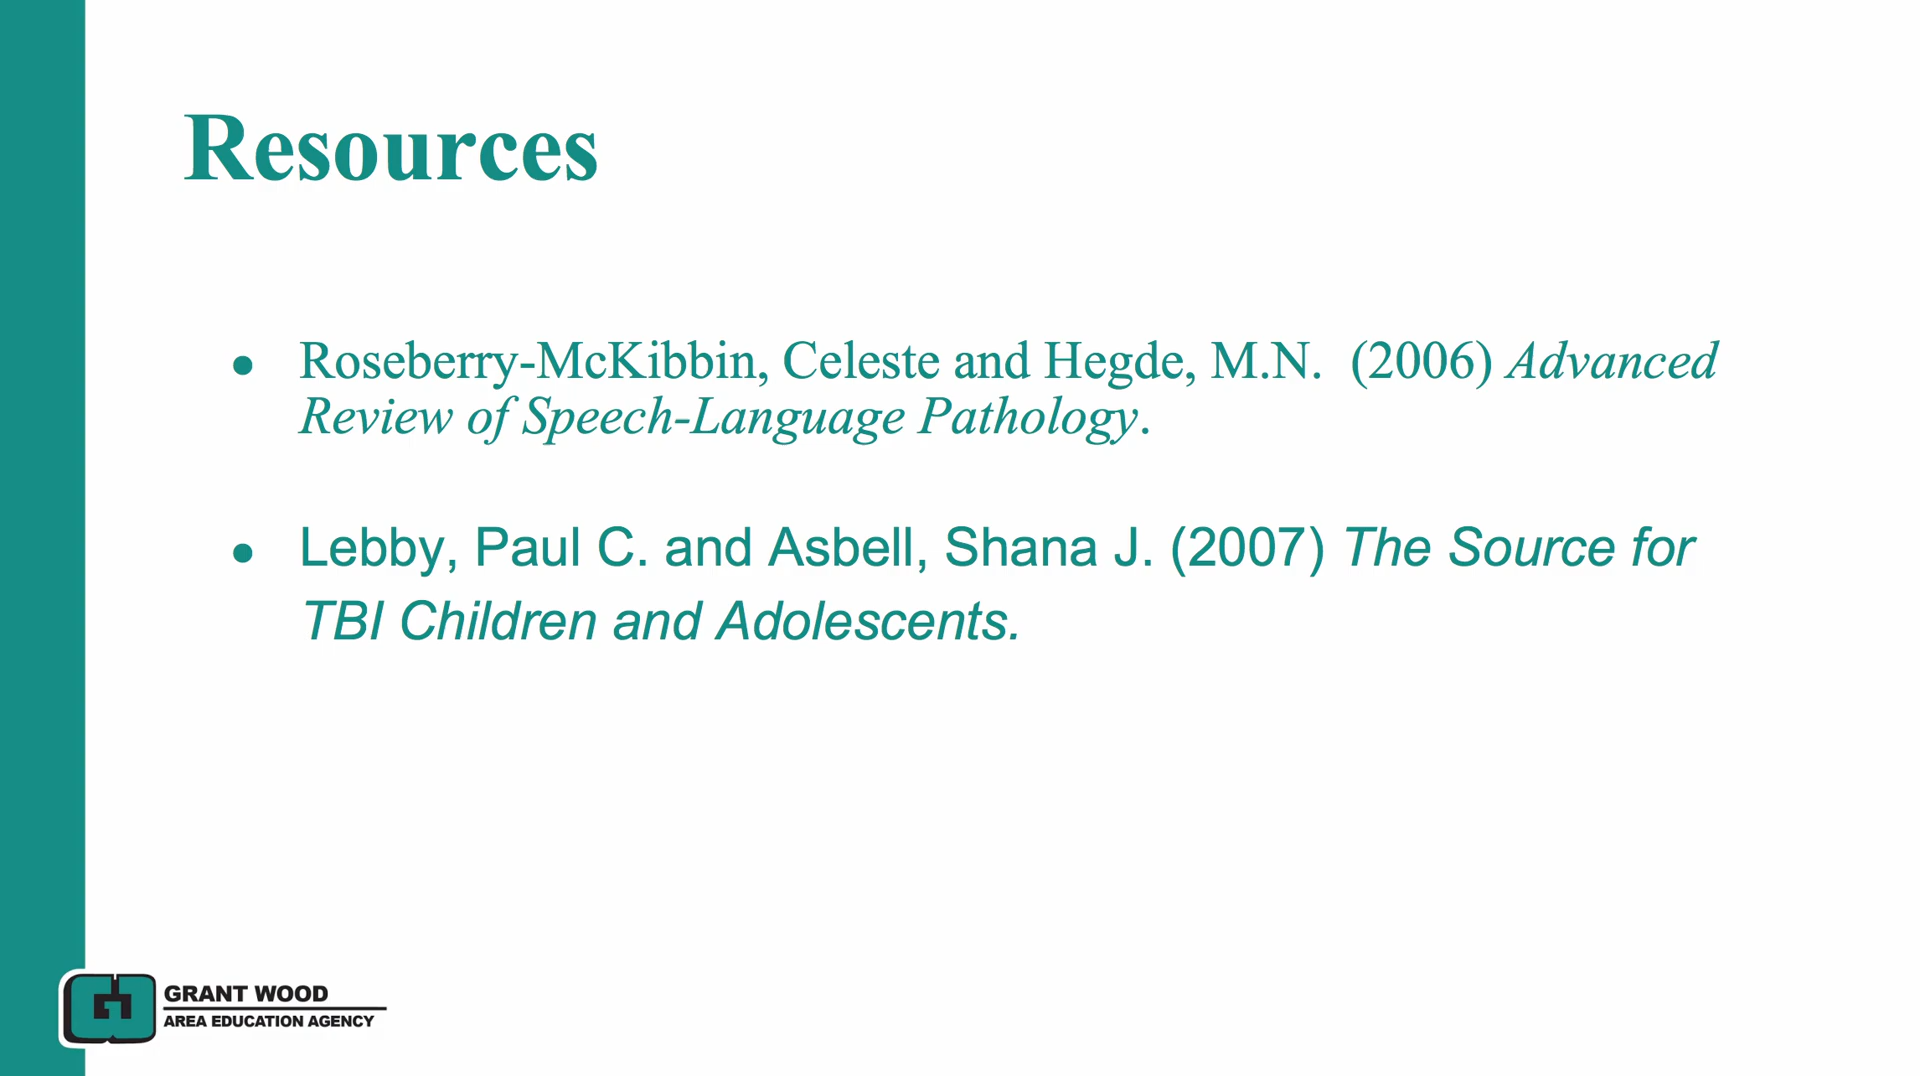 Resources
• Roseberry-McKibbin, Celeste and Hegde, M.N.  (2006) Advanced
Review of Speech-Language Pathology.
• Lebby, Paul C. and Asbell, Shana J. (2007) The Source for
TBI Children and Adolescents.
GRANT WOOD
AREA EDUCATION AGENCY